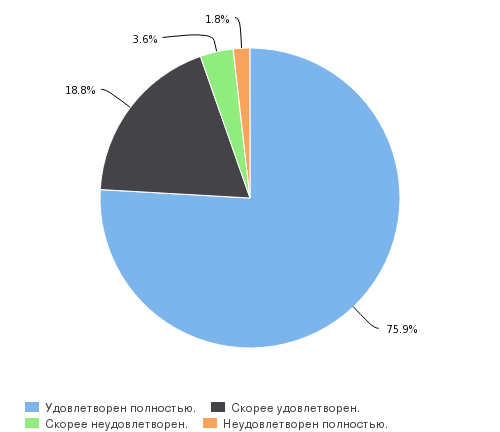 1.8%
3.6%
18.8%
75.9%
Удовлетворен полностью. Скорее удовлетворен.
Скорее неудовлетворен. Неудовлетворен полностью.